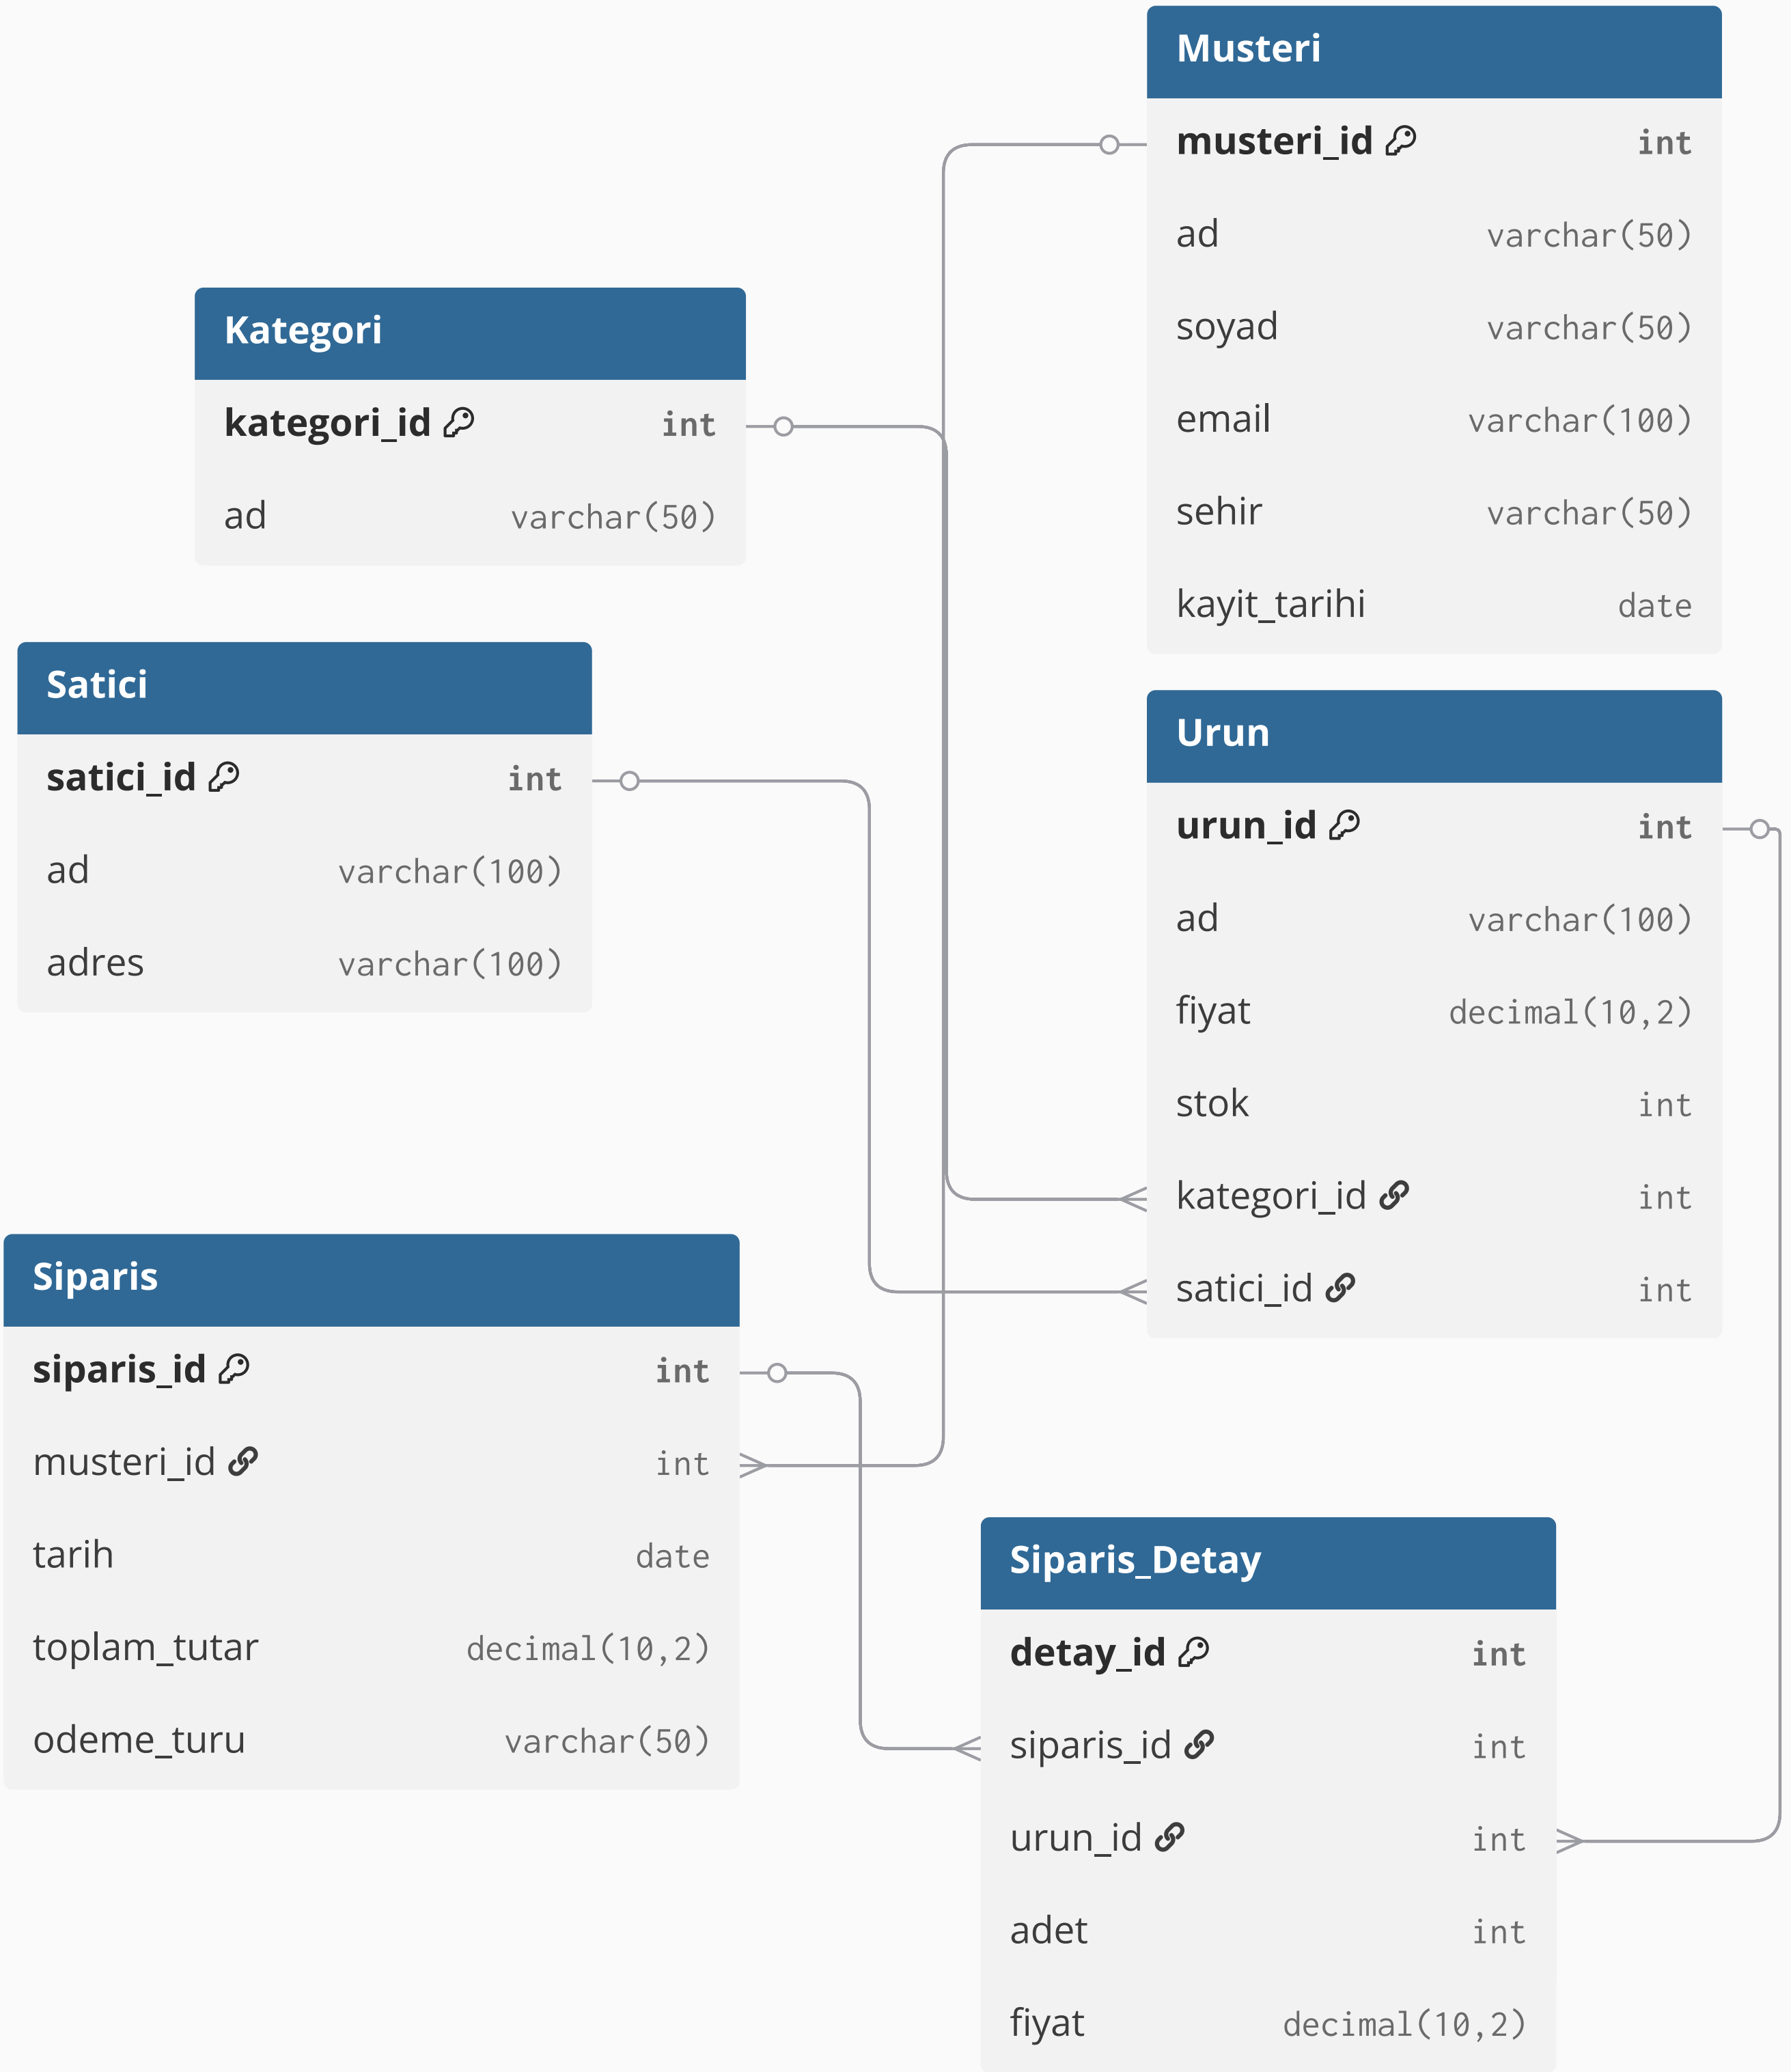 Musteri
musteri_id int
ad varchar(50)
soyad varchar(50)
email varchar(100)
sehir varchar(50)
kayit_tarihi date
Kategori
kategori_id int
ad varchar(50)
Satici
satici_id int
ad varchar(100)
adres varchar(100)
Urun
urun_id int
ad varchar(100)
fiyat decimal(10,2)
stok int
kategori_id int
satici_id int
Siparis
siparis_id int
musteri_id int
tarih date
toplam_tutar decimal(10,2)
odeme_turu varchar(50)
Siparis_Detay
detay_id int
siparis_id int
urun_id int
adet int
fiyat decimal(10,2)